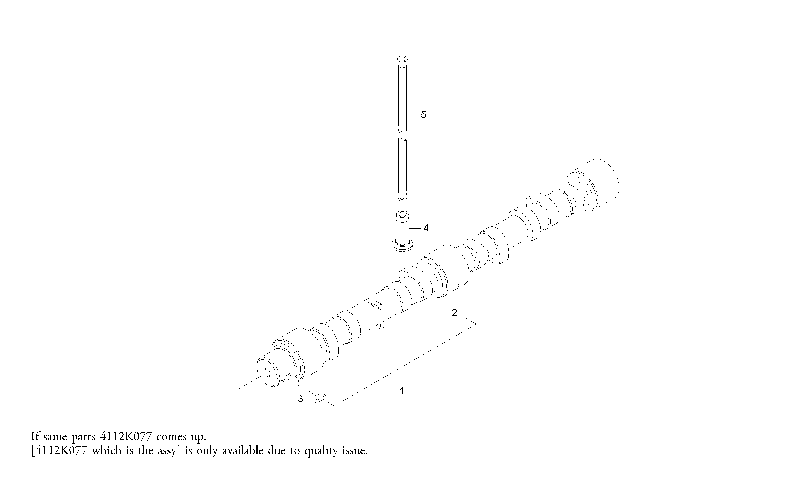 5
4
2
3
1
If some parts 4112K077 comes up.
[4112K077 which is the assy] is only available due to quality issue.